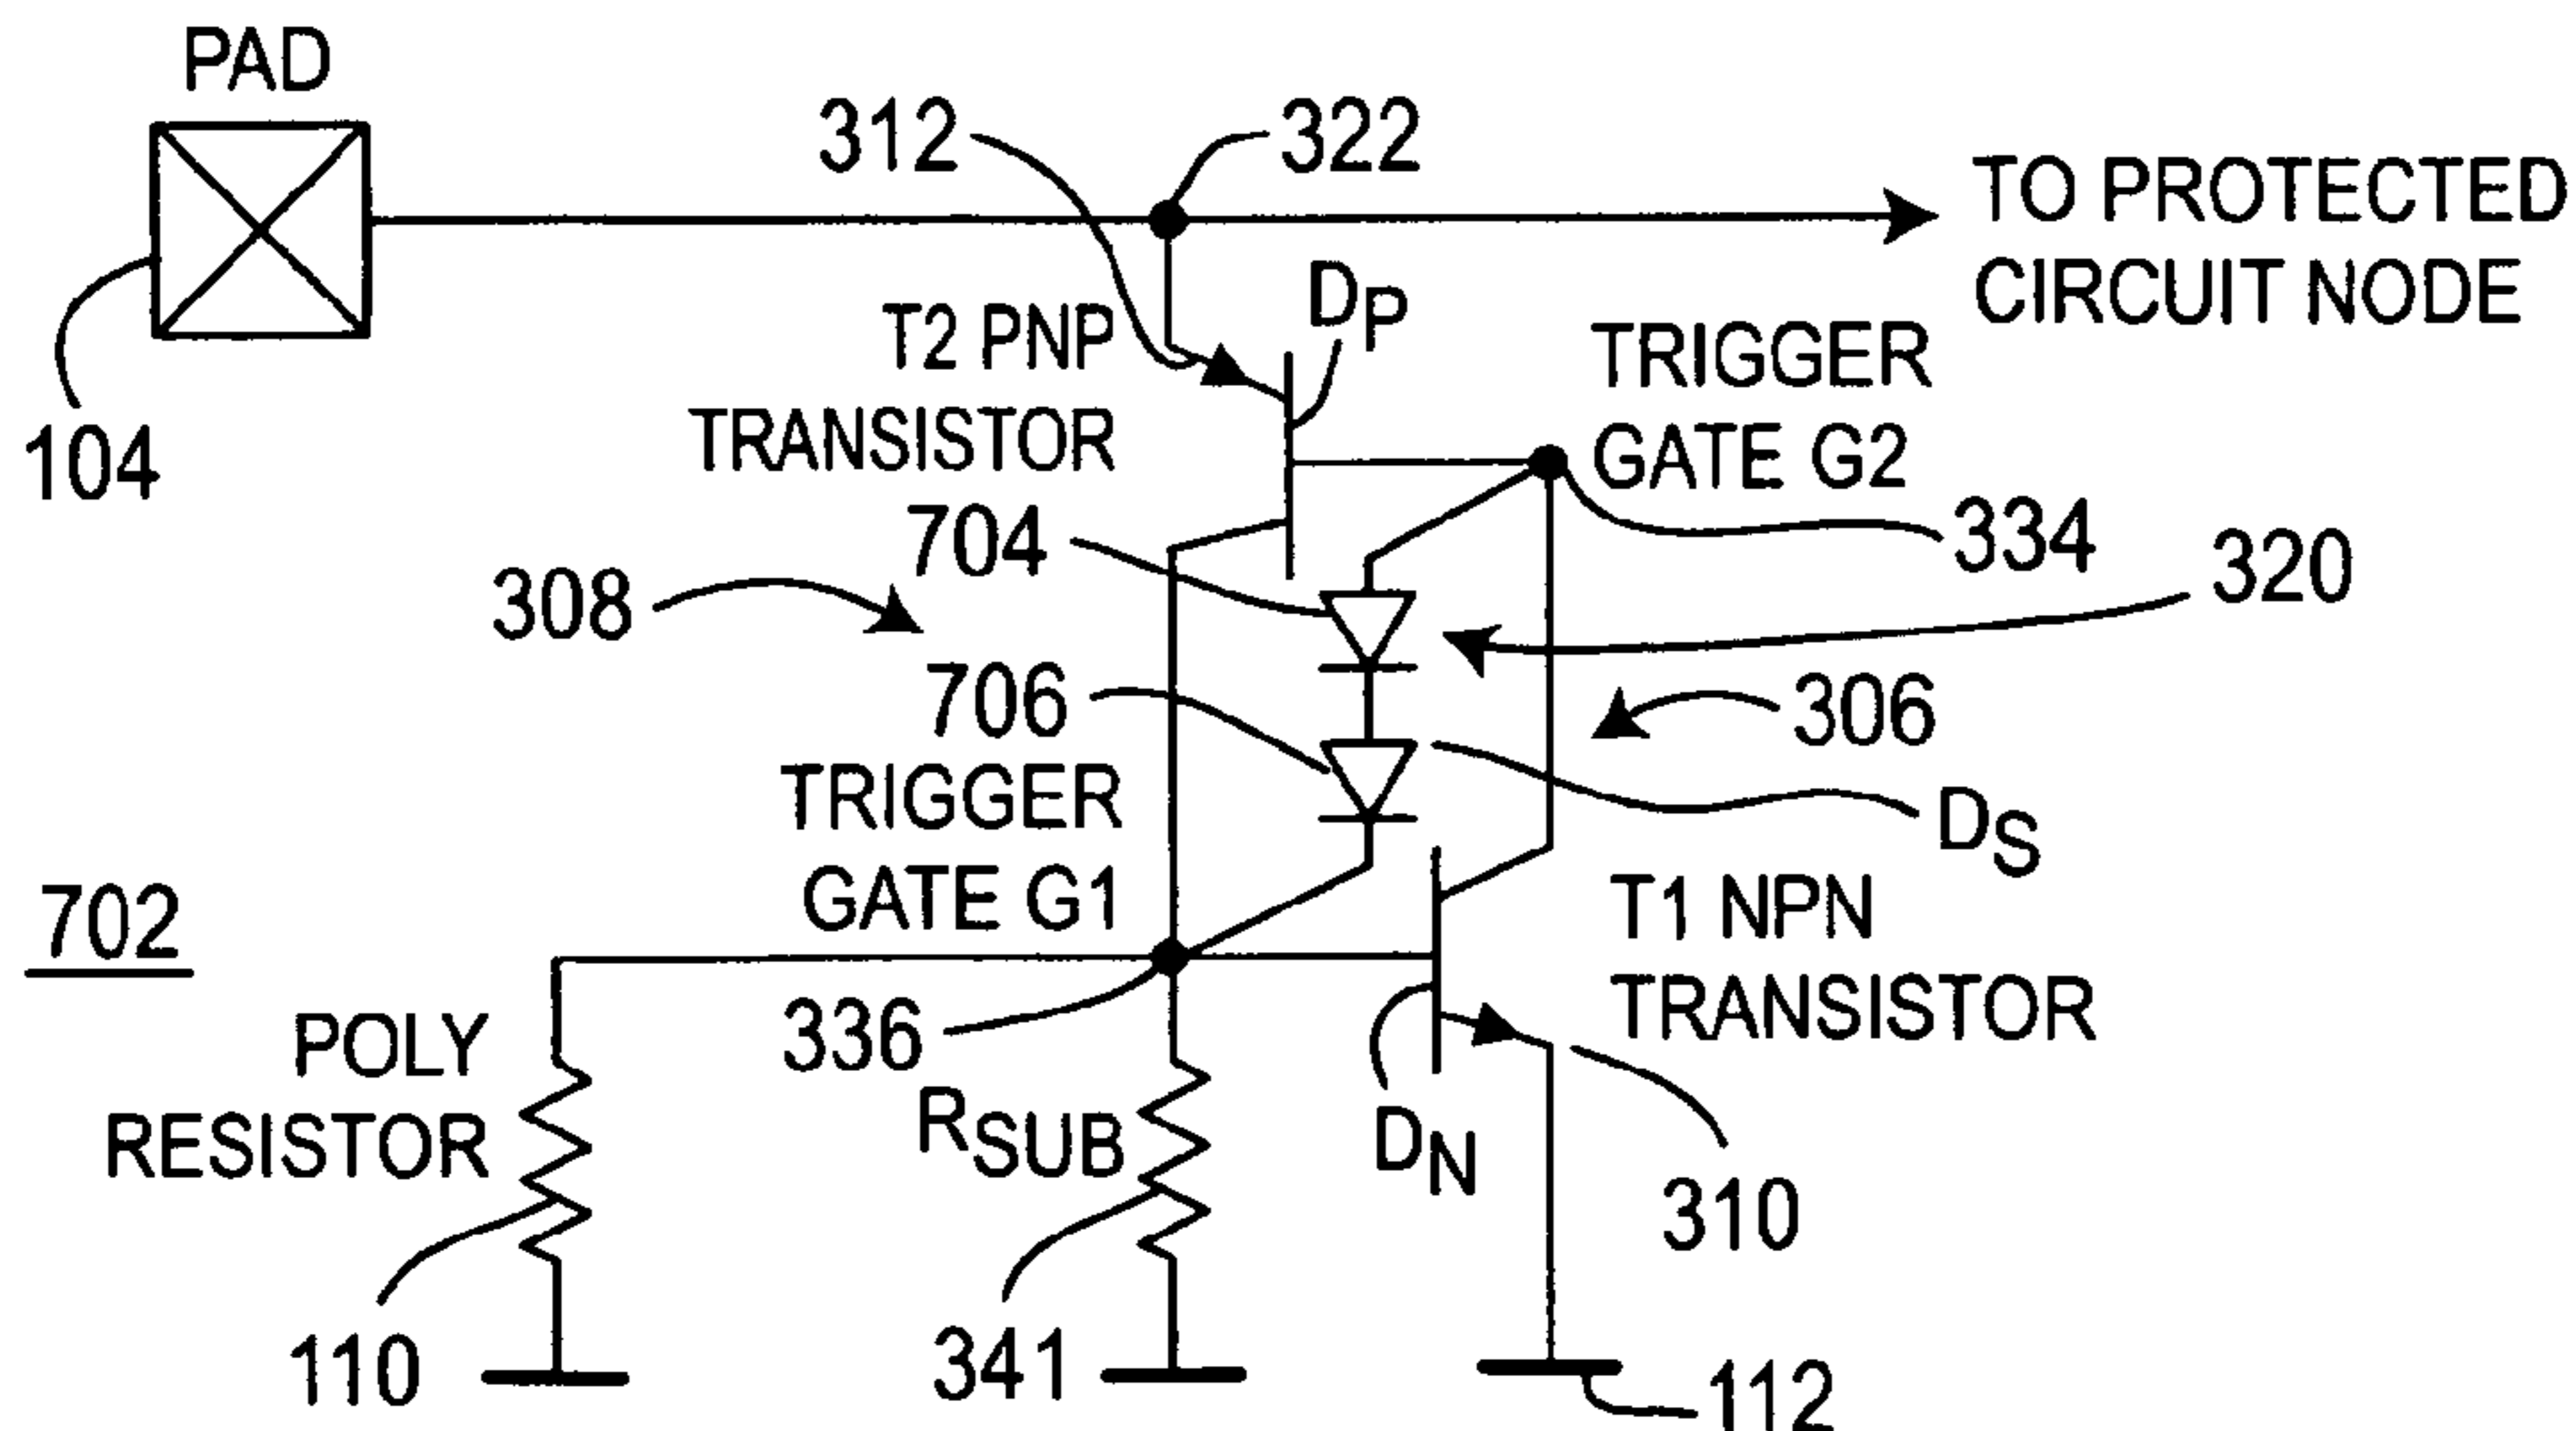 PAD
312
322
TO PROTECTED
CIRCUIT NODE
104
T2 PNP
TRANSISTOR
DP
TRIGGER
GATE G2
334
320
704
308
706
306
DS
TRIGGER
GATE G1
702
336
T1 NPN
TRANSISTOR
POLY
RESISTOR
RSUB
DN
310
110
341
112